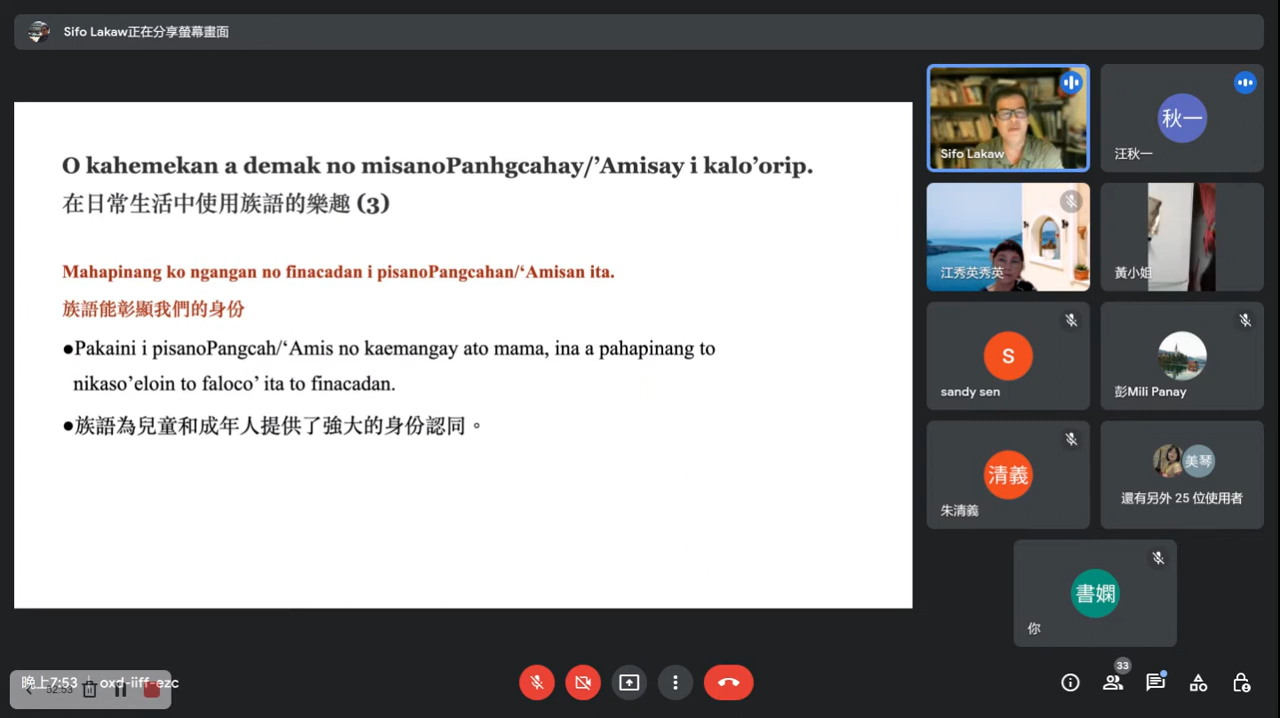 Sifo Lakaw正在分享螢幕畫面
O kahemekan a demak no misanoPanhgcahay/’Amisay i kalo’orip.
在日常生活中使用族語的樂趣 (3)
Mahapinang ko ngangan no finacadan i pisanoPangcahan/‘Amisan ita.
族語能彰顯我們的身份
●Pakaini i pisanoPangcah/‘Amis no kaemangay ato mama, ina a pahapinang to
nikaso’eloin to faloco’ ita to finacadan.
●族語為兒童和成年人提供了強大的身份認同。
Sifo Lakaw
秋一
汪秋一
江秀英秀英
黃小姐
S
sandy sen
彭Mili Panay
清義
朱清義
美琴
還有另外 25 位使用者
書嫻
你
晚上7:53 | oxd-iiff-ezc
33